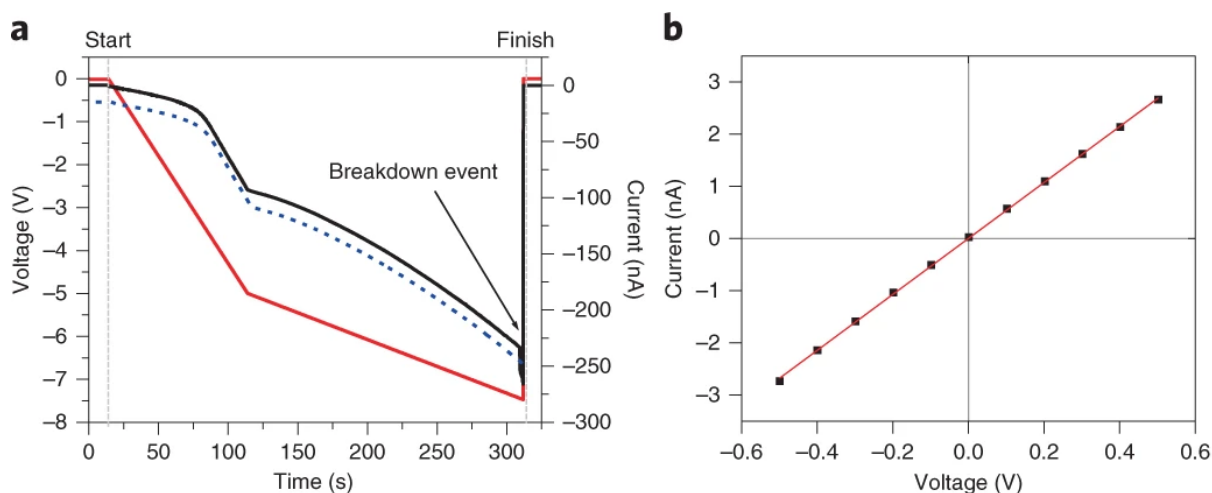 a
Start
Finish
0
–1
–2
–3
–4
–5
–6
–7
–8
Voltage (V)
0
–50
–100
–150
–200
–250
–300
Current (nA)
Breakdown event
0 50 100 150 200 250 300
Time (s)
b
3
2
1
0
–1
–2
–3
Current (nA)
–0.6 –0.4 –0.2 0.0 0.2 0.4 0.6
Voltage (V)